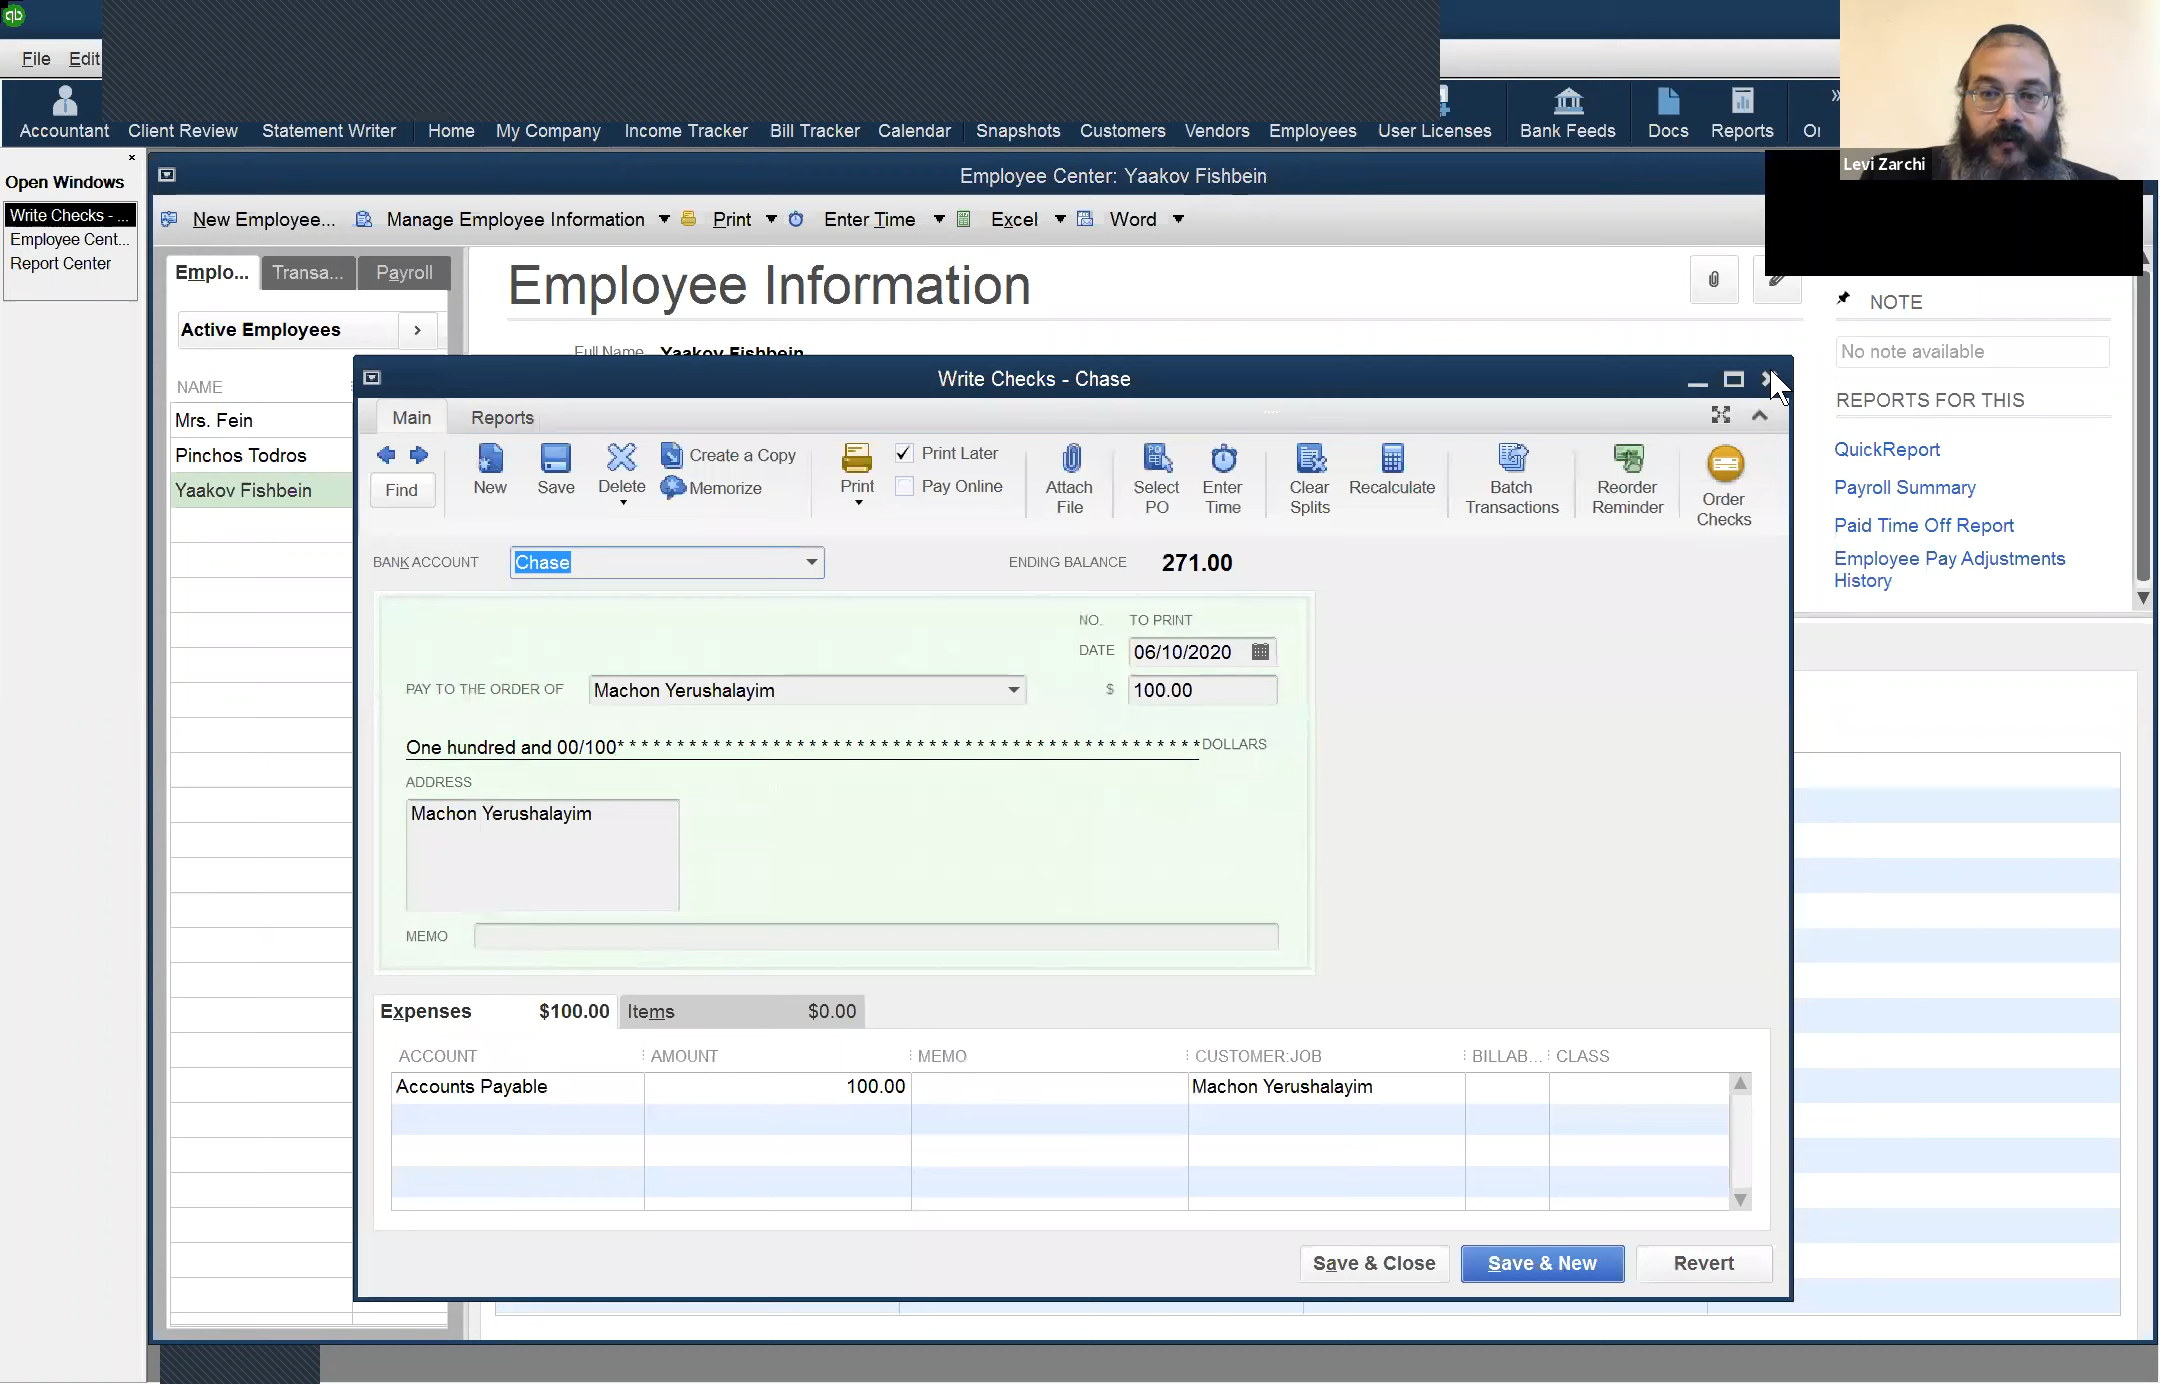 qb
File Edit
Accountant Client Review Statement Writer Home My Company Income Tracker Bill Tracker Calendar Snapshots Customers Vendors Employees User Licenses Bank Feeds Docs Reports
Levi Zarchi
Open Windows
Write Checks - ...
Employee Cent...
Report Center
Employee Center: Yaakov Fishbein
New Employee... Manage Employee Information Print Enter Time Excel Word
Emplo... Transa... Payroll
Active Employees
NAME
Mrs. Fein
Pinchos Todros
Yaakov Fishbein
Employee Information
Full Name Yaakov Fishbein
NOTE
No note available
REPORTS FOR THIS
QuickReport
Payroll Summary
Paid Time Off Report
Employee Pay Adjustments
History
Write Checks - Chase
Main Reports
Find
New
Save
Delete
Create a Copy
Memorize
Print
Print Later
Pay Online
Attach
File
Select
PO
Enter
Time
Clear
Splits
Recalculate
Batch
Transactions
Reorder
Reminder
Order
Checks
BANK ACCOUNT Chase ENDING BALANCE 271.00
NO. TO PRINT
DATE 06/10/2020
PAY TO THE ORDER OF Machon Yerushalayim $ 100.00
One hundred and 00/100* * * * * * * * * * * * * * * * * * * * * * * * * * * * * * * * * * * * * * * * * * * * * * * * * DOLLARS
ADDRESS
Machon Yerushalayim
MEMO
Expenses $100.00 Items $0.00
ACCOUNT AMOUNT MEMO CUSTOMER:JOB BILLAB... CLASS
Accounts Payable 100.00 Machon Yerushalayim
Save & Close Save & New Revert